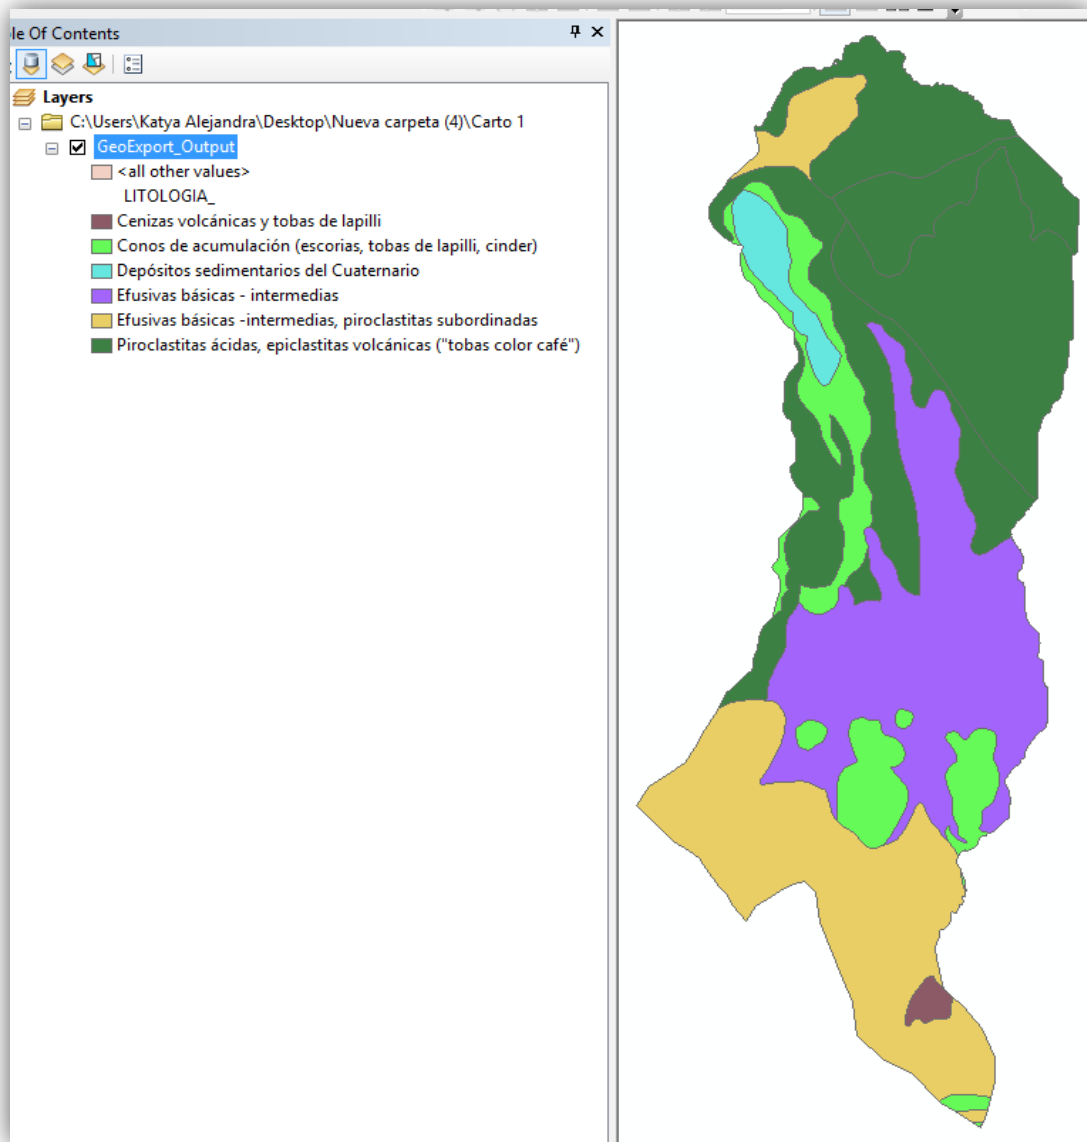 le Of Contents
Layers
C:\Users\Katya Alejandra\Desktop\Nueva carpeta (4)\Carto 1
GeoExport_Output
<all other values>
LITOLOGIA_
Cenizas volcánicas y tobas de lapilli
Conos de acumulación (escorias, tobas de lapilli, cinder)
Depósitos sedimentarios del Cuaternario
Efusivas básicas - intermedias
Efusivas básicas -intermedias, piroclastitas subordinadas
Piroclastitas ácidas, epiclastitas volcánicas ("tobas color café")